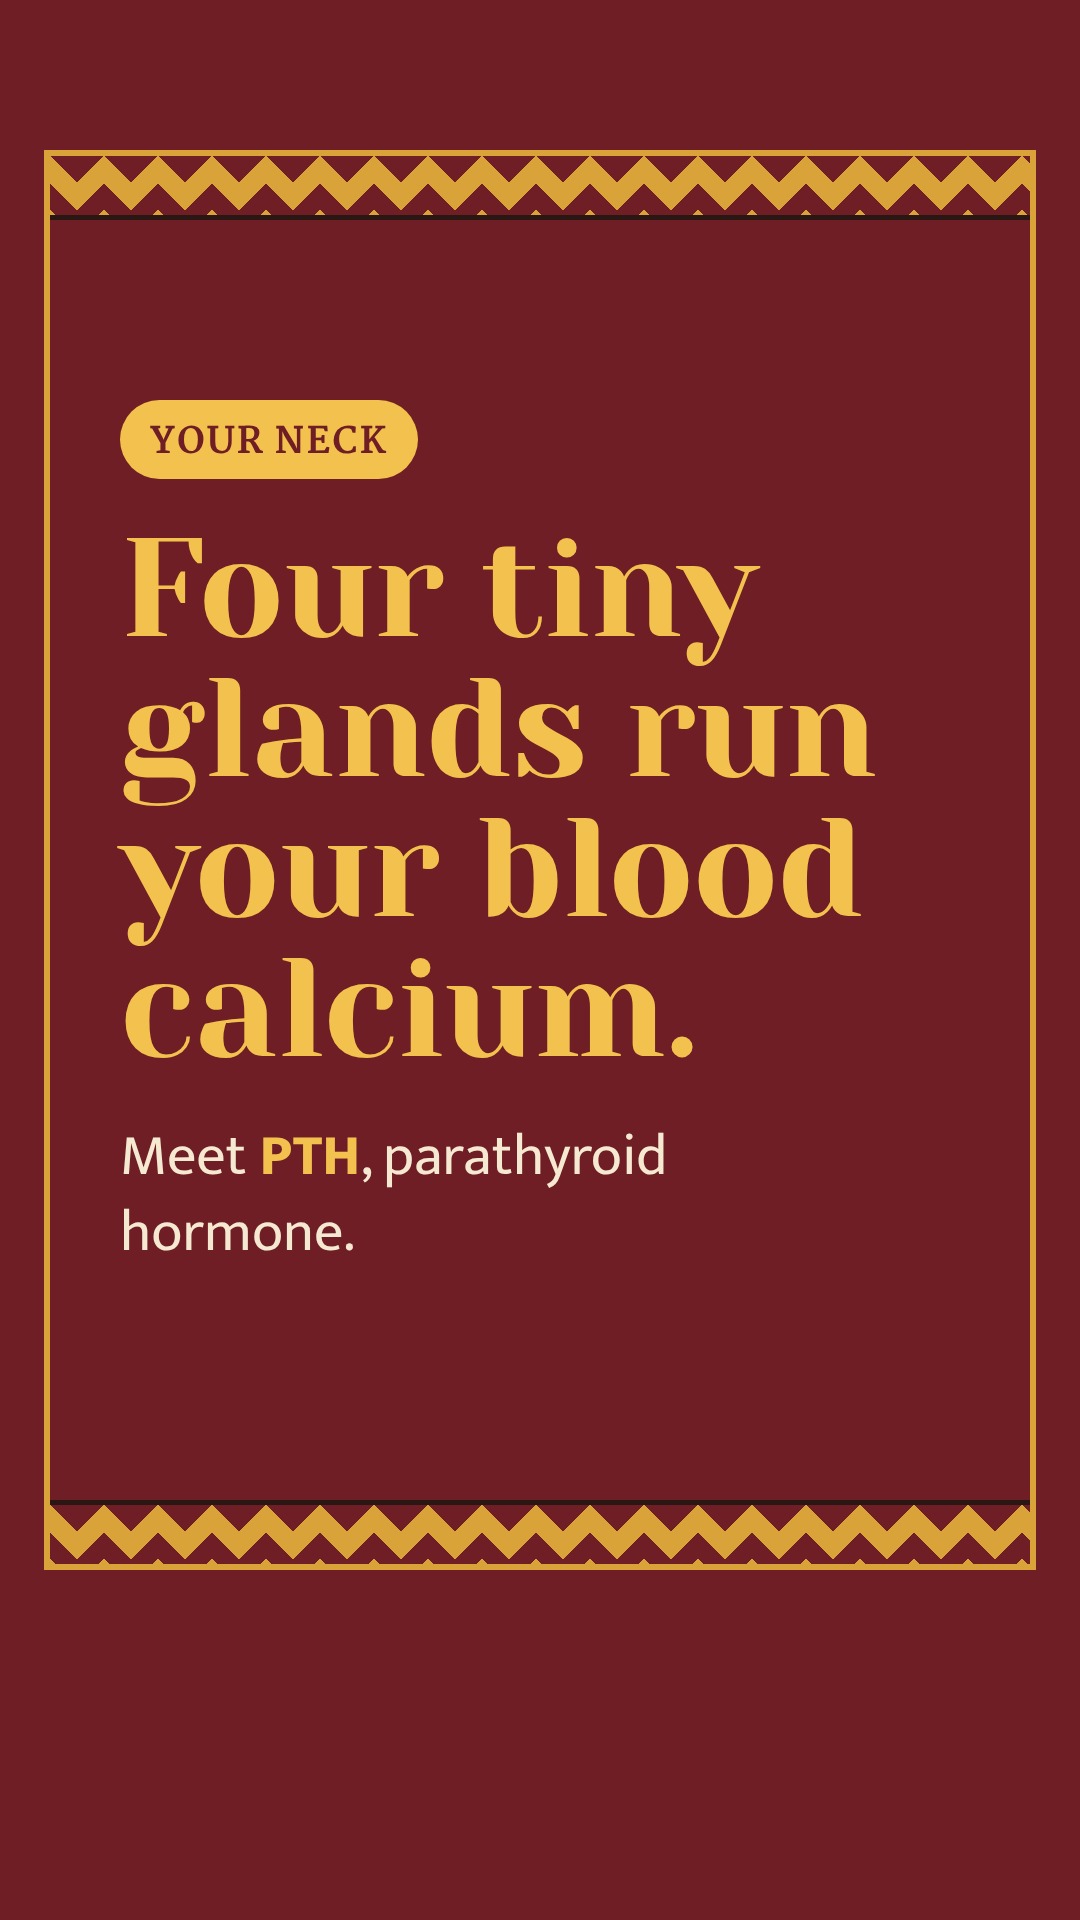 YOUR NECK
Four tiny
glands run
your blood
calcium.
Meet PTH, parathyroid
hormone.